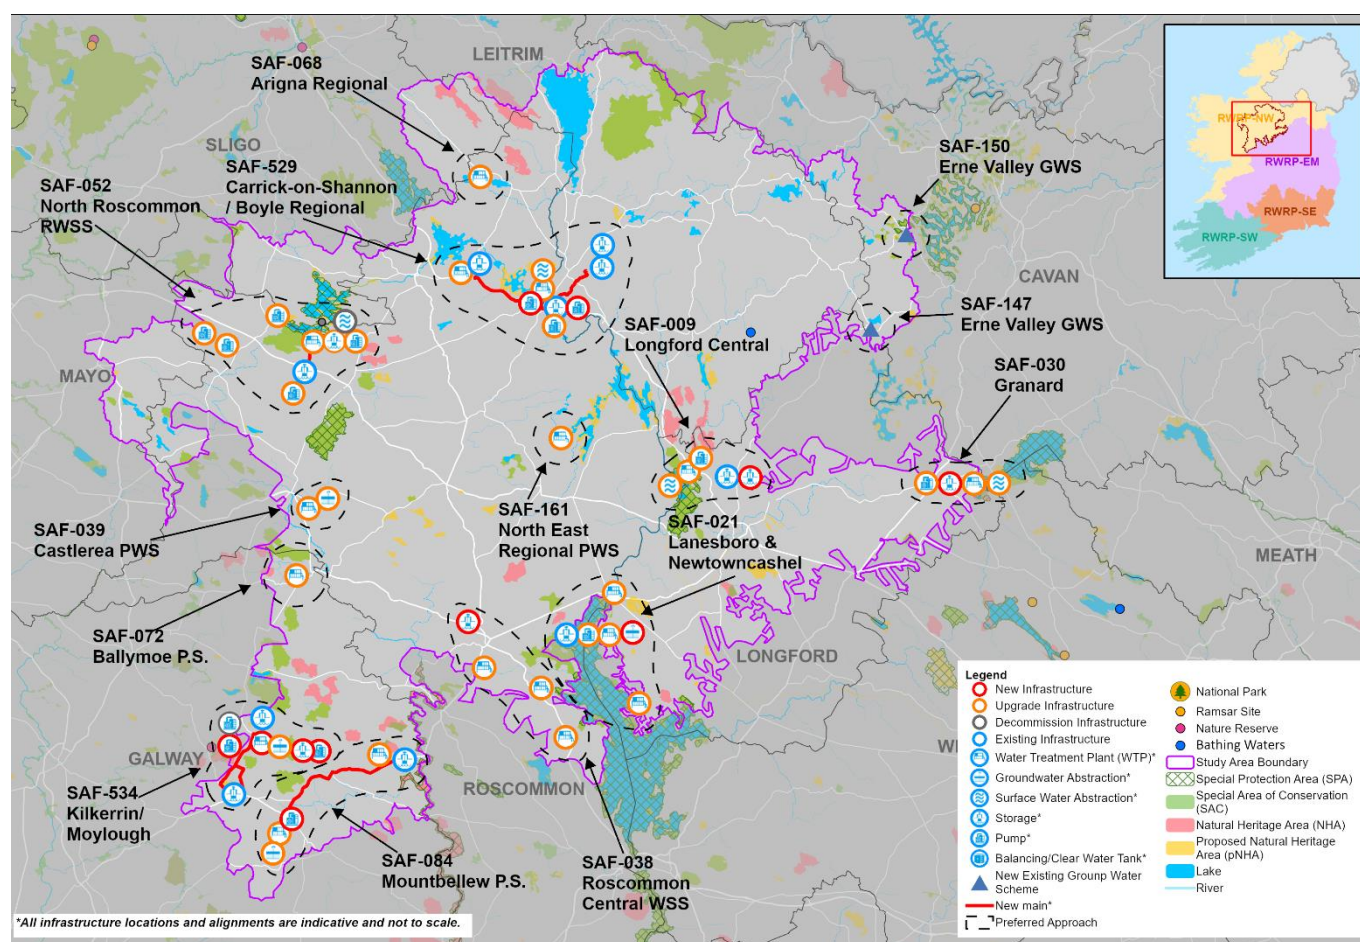 LEITRIM
SAF-068
Arigna Regional
SLIGO
SAF-529
Carrick-on-Shannon
/ Boyle Regional
SAF-052
North Roscommon
RWSS
SAF-150
Erne Valley GWS
RWRP-NW
RWRP-EM
RWRP-SE
RWRP-SW
CAVAN
SAF-147
Erne Valley GWS
SAF-009
Longford Central
SAF-030
Granard
MAYO
SAF-039
Castlerea PWS
SAF-161
North East
Regional PWS
SAF-021
Lanesboro &
Newtowncashel
MEATH
SAF-072
Ballymoe P.S.
LONGFORD
GALWAY
ROSCOMMON
SAF-534
Kilkerrin/
Moylough
SAF-084
Mountbellew P.S.
SAF-038
Roscommon
Central WSS
*All infrastructure locations and alignments are indicative and not to scale.
Legend
New Infrastructure
Upgrade Infrastructure
Decommission Infrastructure
Existing Infrastructure
Water Treatment Plant (WTP)*
Groundwater Abstraction*
Surface Water Abstraction*
Storage*
Pump*
Balancing/Clear Water Tank*
New Existing Grounp Water
Scheme
New main*
Preferred Approach
National Park
Ramsar Site
Nature Reserve
Bathing Waters
Study Area Boundary
Special Protection Area (SPA)
Special Area of Conservation
(SAC)
Natural Heritage Area (NHA)
Proposed Natural Heritage
Area (pNHA)
Lake
River